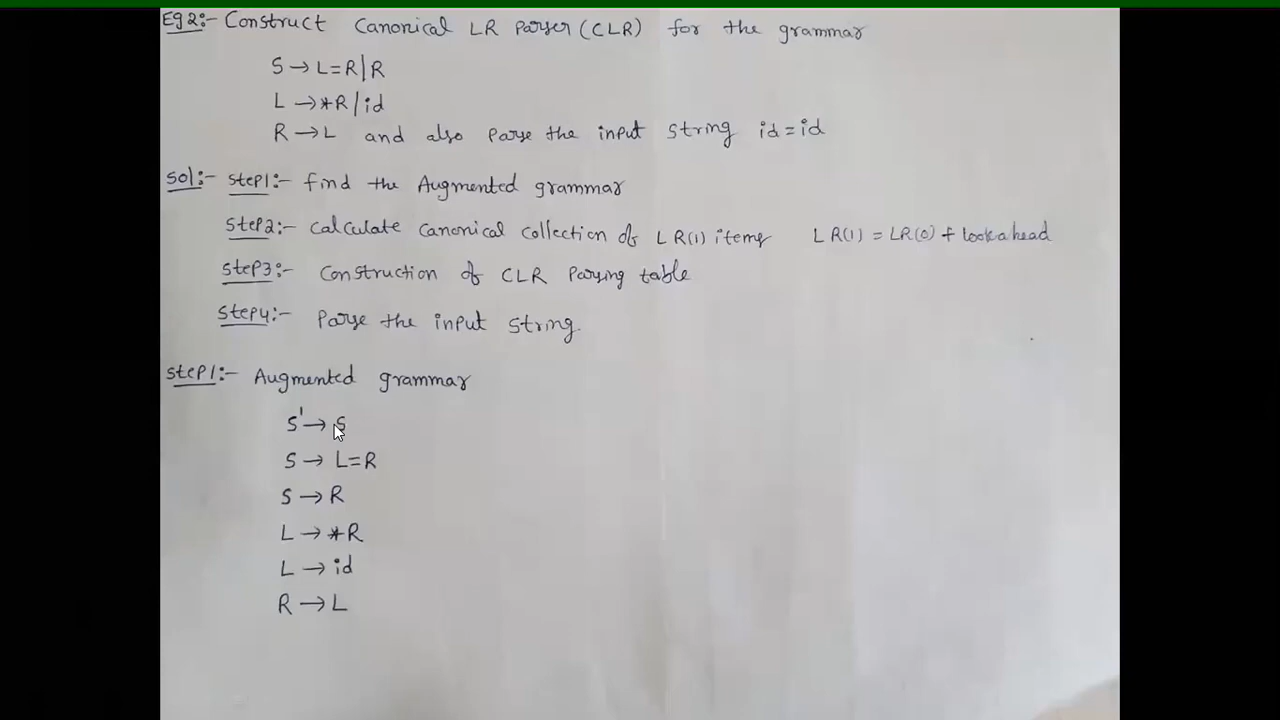 Eg2:- Construct Canonical LR Parser (CLR) for the grammar
S → L=R|R
L → *R/id
R → L and also parse the input string id=id
Sol:- Step1:- find the Augmented grammar
Step2:- Calculate canonical collection of LR(1) items LR(1) = LR(0) + lookahead
Step3:- Construction of CLR Parsing table
Step4:- Parse the input string.
Step1:- Augmented grammar
S' → S
S → L=R
S → R
L → *R
L → id
R → L